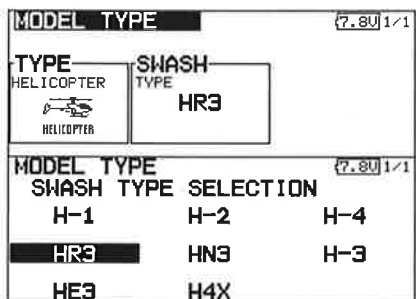 MODEL TYPE 7.8V 1/1
TYPE SWASH
HELICOPTER TYPE
HR3
HELICOPTER
MODEL TYPE 7.8V 1/1
SWASH TYPE SELECTION
H-1 H-2 H-4
HR3 HN3 H-3
HE3 H4X